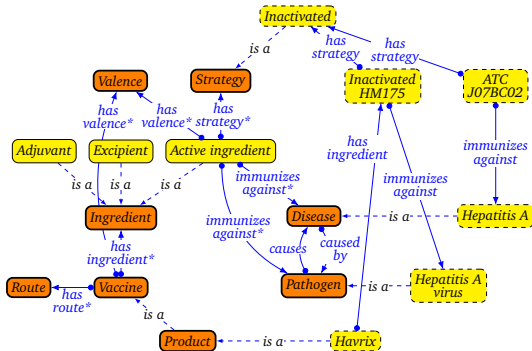 Inactivated
is a
has
strategy
has
strategy
Valence
Strategy
Inactivated
HM175
ATC
J07BC02
has
valence*
has
valence*
has
strategy*
has
ingredient
immunizes
against
immunizes
against
Adjuvant
Excipient
Active ingredient
is a
is a
is a
immunizes
against*
Ingredient
immunizes
against*
Disease
is a
Hepatitis A
has
ingredient*
causes
caused
by
Route
has
route*
Vaccine
Pathogen
is a
Hepatitis A
virus
is a
Product
is a
Havrix